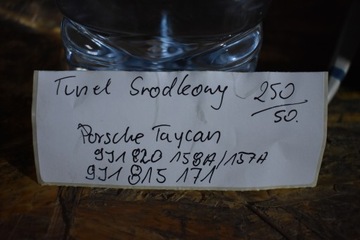 Tunel Srodkowy 250/50.
Porsche Taycan
9J1 820 158A/157A
9J1 815 171